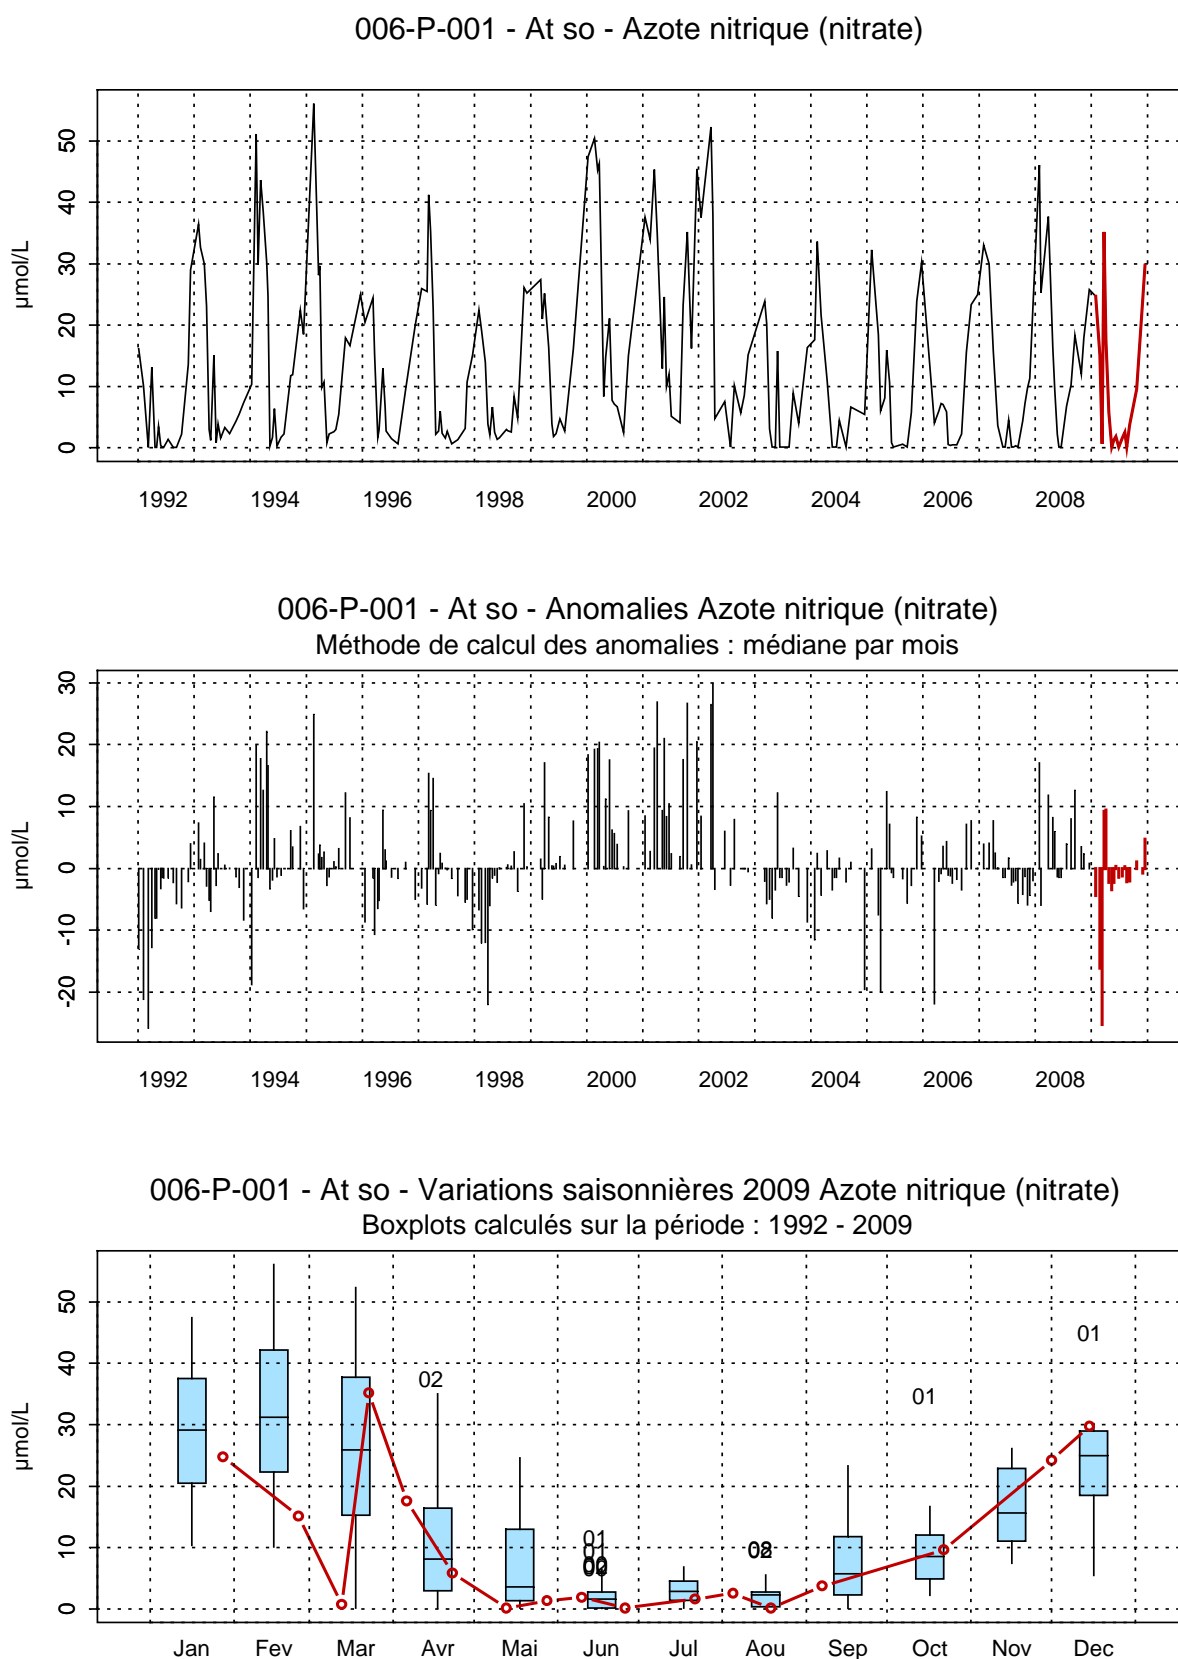 006-P-001 - At so - Azote nitrique (nitrate)
50
40
30
20
10
0
µmol/L
1992 1994 1996 1998 2000 2002 2004 2006 2008
006-P-001 - At so - Anomalies Azote nitrique (nitrate)
Méthode de calcul des anomalies : médiane par mois
30
20
10
0
-10
-20
µmol/L
1992 1994 1996 1998 2000 2002 2004 2006 2008
006-P-001 - At so - Variations saisonnières 2009 Azote nitrique (nitrate)
Boxplots calculés sur la période : 1992 - 2009
50
40
30
20
10
0
µmol/L
02
01
01
01
01
Jan Fev Mar Avr Mai Jun Jul Aou Sep Oct Nov Dec